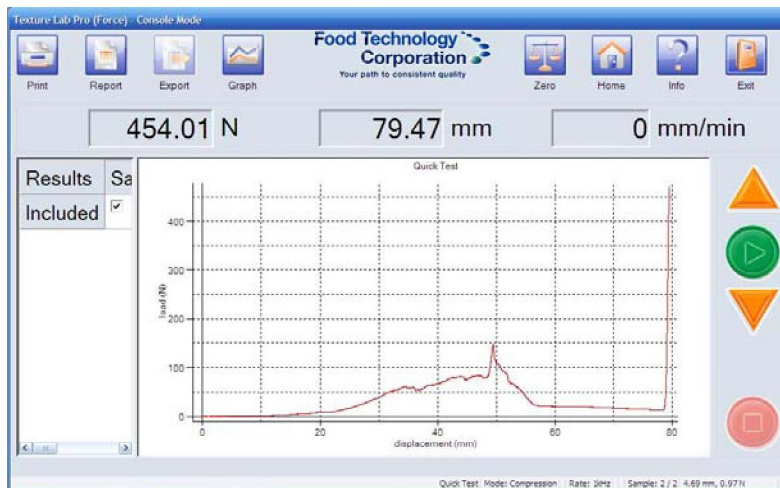 Texture Lab Pro (Force) - Console Mode
Food Technology
Corporation
Your path to consistent quality
Print
Report
Export
Graph
Zero
Home
Info
Exit
454.01 N
79.47 mm
0 mm/min
Results
Sa
Included
Quick Test
load (N)
400
300
200
100
0
0
20
40
60
80
displacement (mm)
Quick Test Mode: Compression
Rate: 1kHz
Sample: 2 / 2 4.69 mm, 0.97 N